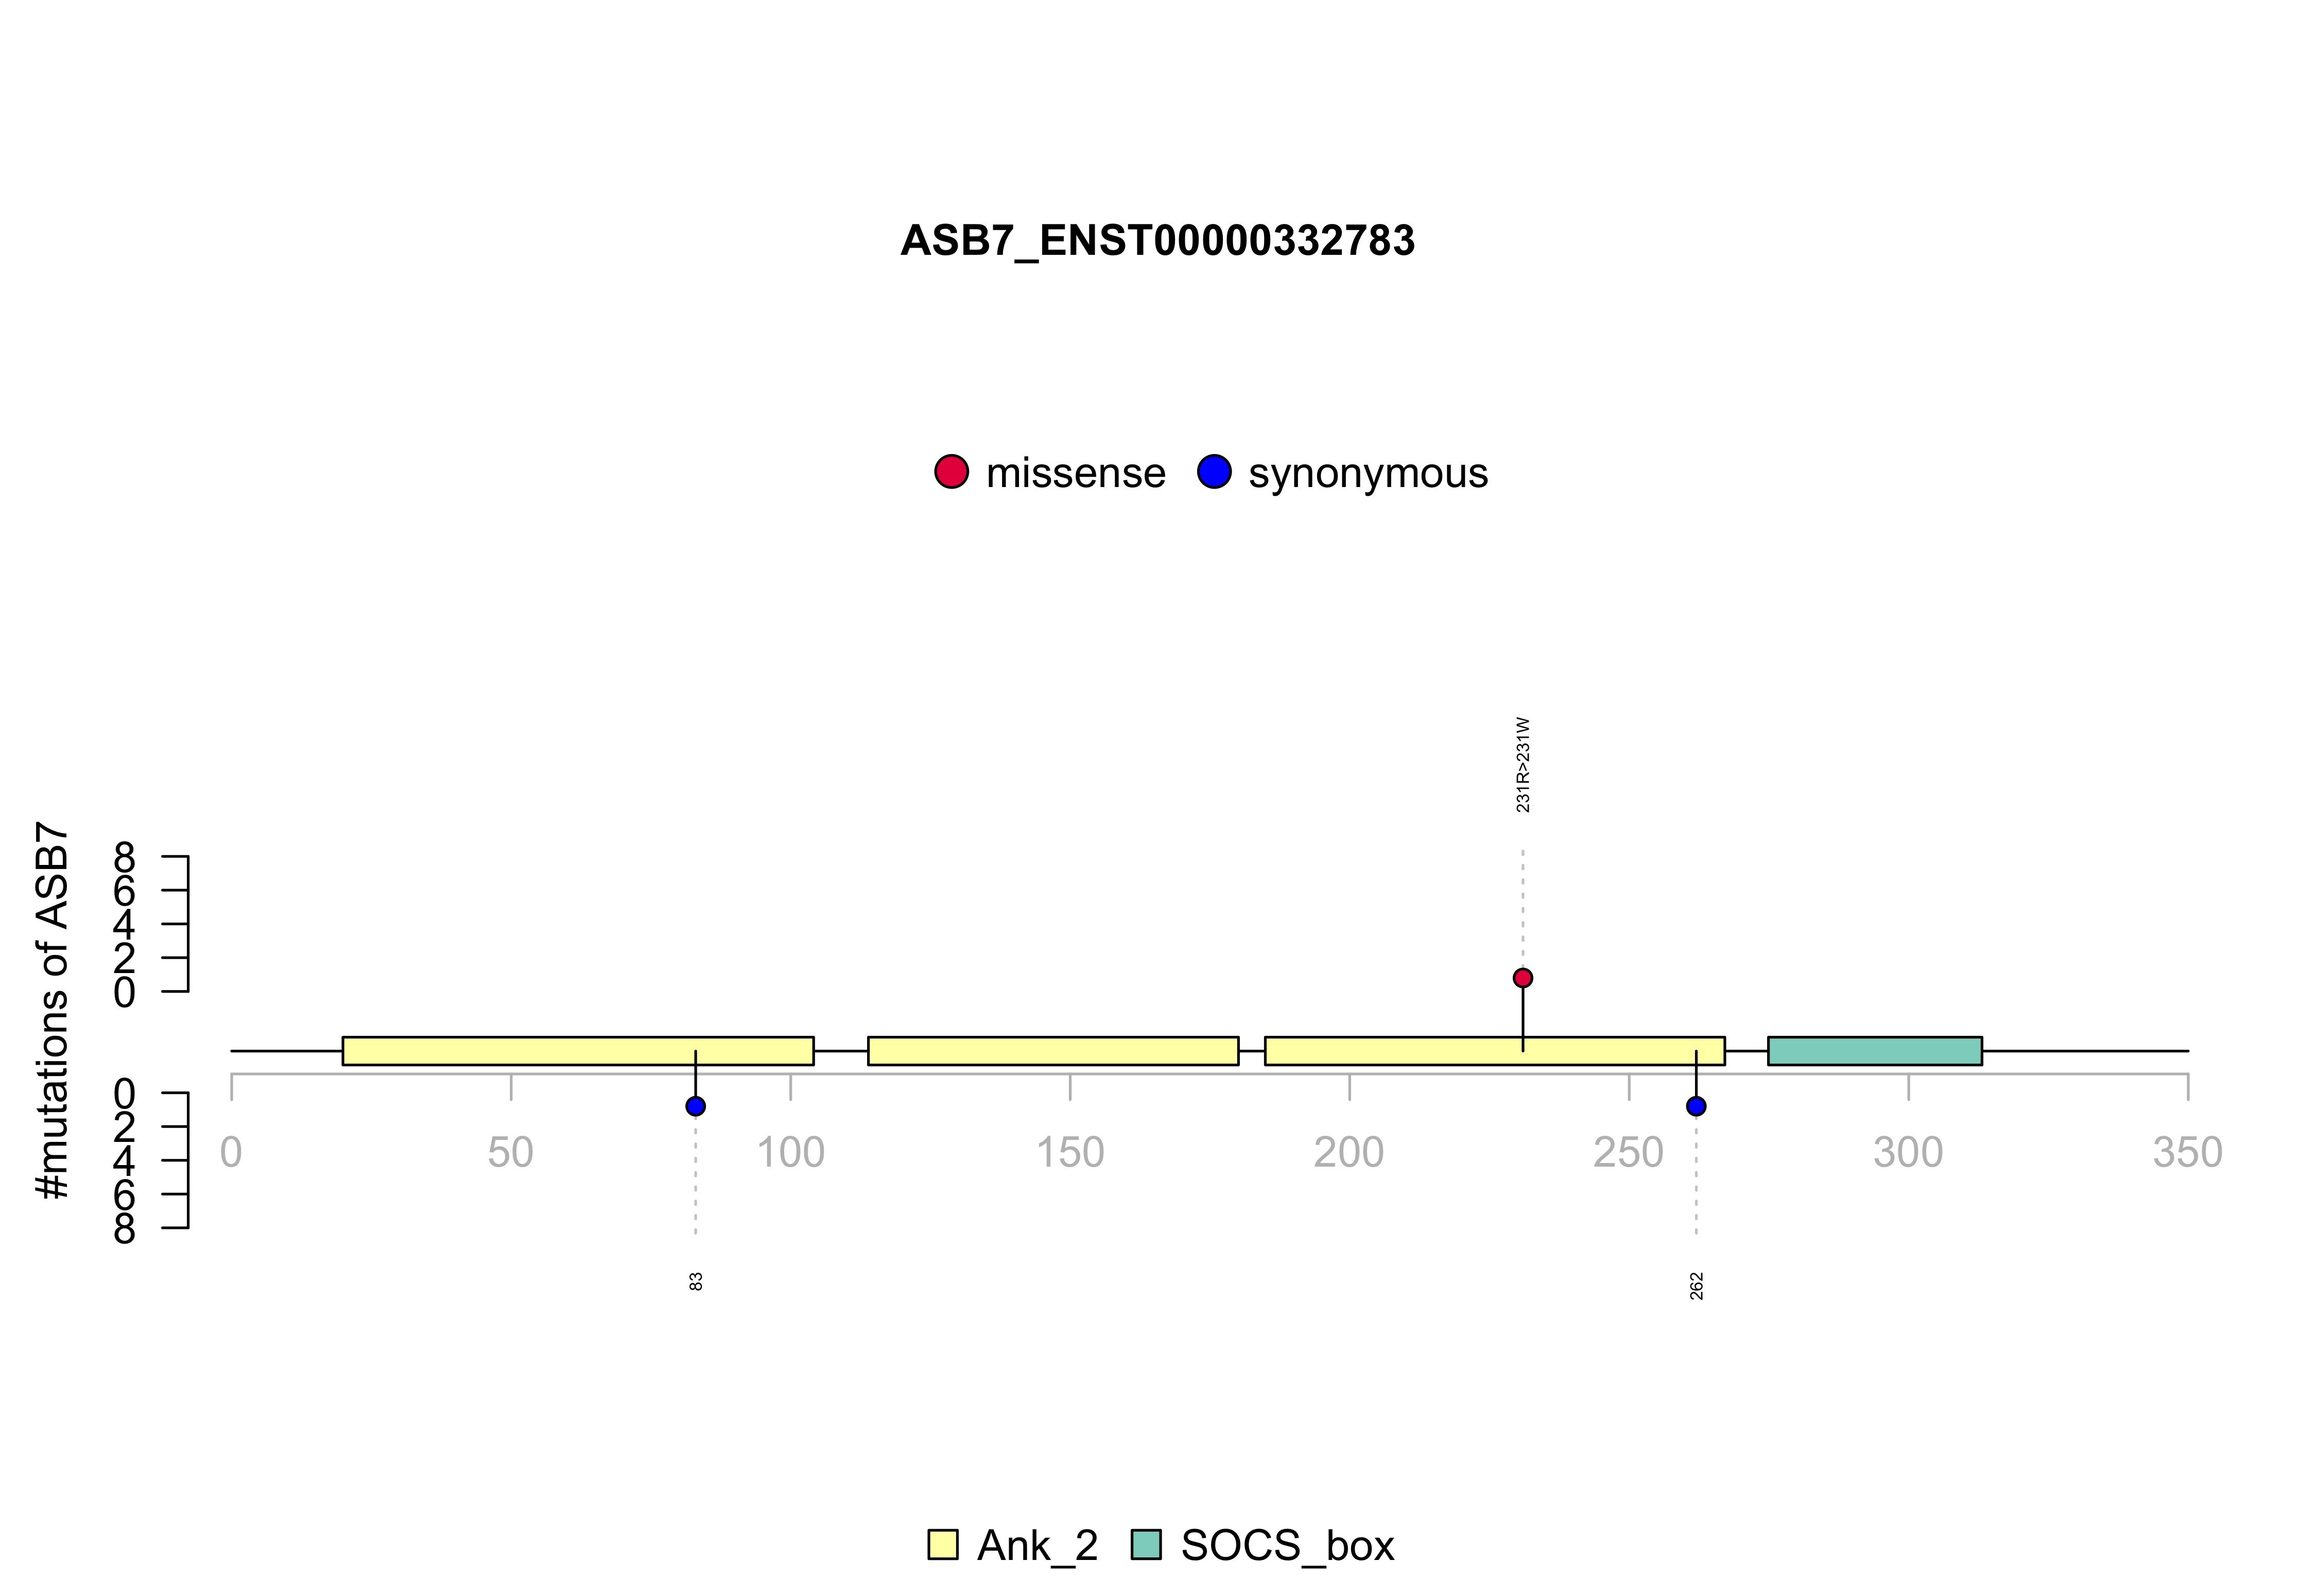 ASB7_ENST00000332783
missense synonymous
231R>231W
#mutations of ASB7
8
6
4
2
0
0
2
4
6
8
0 50 100 150 200 250 300 350
83 262
Ank_2 SOCS_box